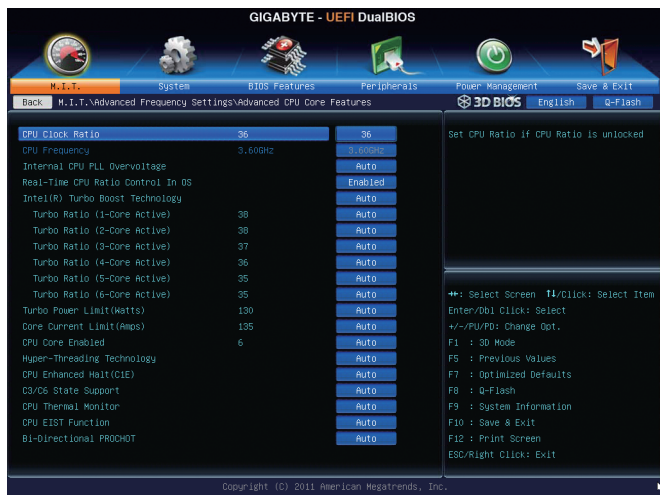 GIGABYTE - UEFI DualBIOS
M.I.T. System BIOS Features Peripherals Power Management Save & Exit
Back M.I.T.\Advanced Frequency Settings\Advanced CPU Core Features 3D BIOS English Q-Flash
CPU Clock Ratio 36 36
CPU Frequency 3.60GHz 3.60GHz
Internal CPU PLL Overvoltage Auto
Real-Time CPU Ratio Control In OS Enabled
Intel(R) Turbo Boost Technology Auto
Turbo Ratio (1-Core Active) 38 Auto
Turbo Ratio (2-Core Active) 38 Auto
Turbo Ratio (3-Core Active) 37 Auto
Turbo Ratio (4-Core Active) 36 Auto
Turbo Ratio (5-Core Active) 35 Auto
Turbo Ratio (6-Core Active) 35 Auto
Turbo Power Limit(Watts) 130 Auto
Core Current Limit(Amps) 135 Auto
CPU Core Enabled 6 Auto
Hyper-Threading Technology Auto
CPU Enhanced Halt(C1E) Auto
C3/C6 State Support Auto
CPU Thermal Monitor Auto
CPU EIST Function Auto
Bi-Directional PROCHOT Auto
Set CPU Ratio if CPU Ratio is unlocked
→←: Select Screen ↑↓/Click: Select Item
Enter/Dbl Click: Select
+/-/PU/PD: Change Opt.
F1 : 3D Mode
F5 : Previous Values
F7 : Optimized Defaults
F8 : Q-Flash
F9 : System Information
F10 : Save & Exit
F12 : Print Screen
ESC/Right Click: Exit
Copyright (C) 2011 American Megatrends, Inc.